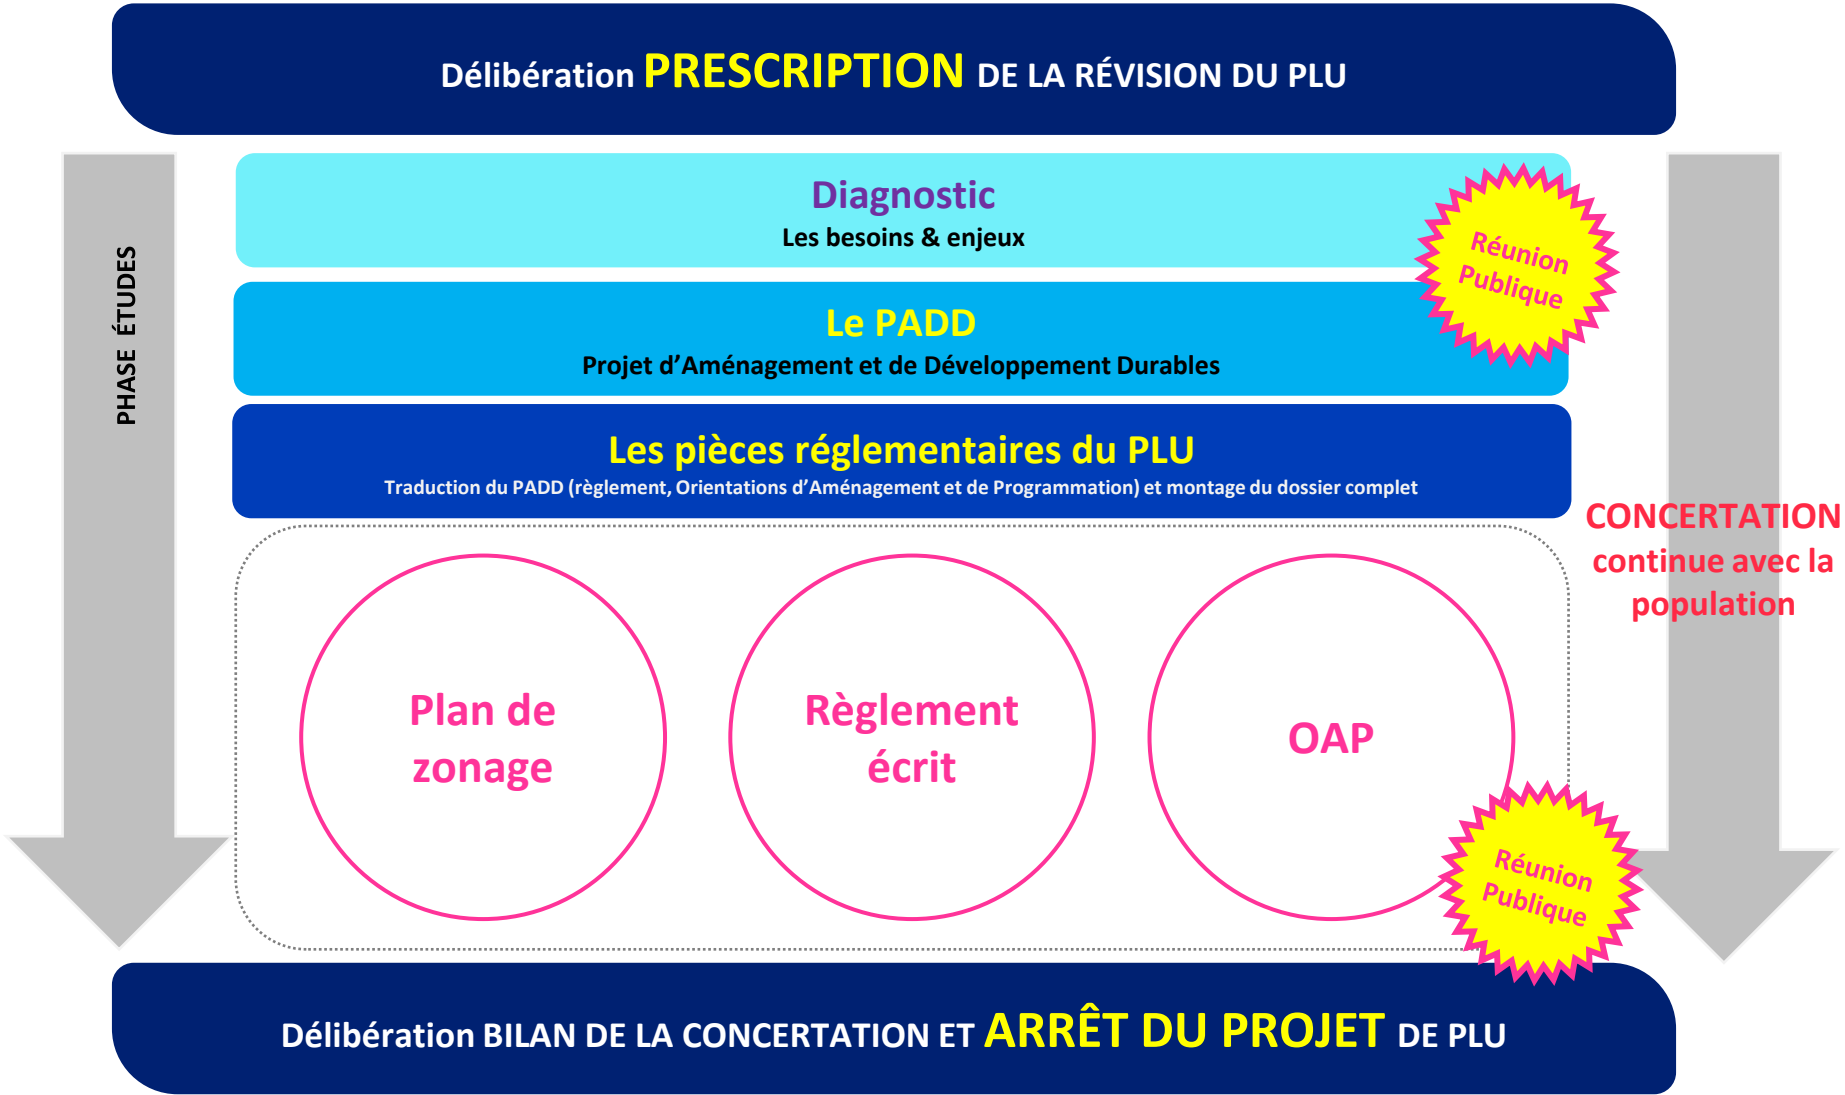 Délibération PRESCRIPTION DE LA RÉVISION DU PLU
PHASE ÉTUDES
Diagnostic
Les besoins & enjeux
Réunion
Publique
Le PADD
Projet d’Aménagement et de Développement Durables
Les pièces réglementaires du PLU
Traduction du PADD (règlement, Orientations d’Aménagement et de Programmation) et montage du dossier complet
CONCERTATION
continue avec la
population
Plan de
zonage
Règlement
écrit
OAP
Réunion
Publique
Délibération BILAN DE LA CONCERTATION ET ARRÊT DU PROJET DE PLU